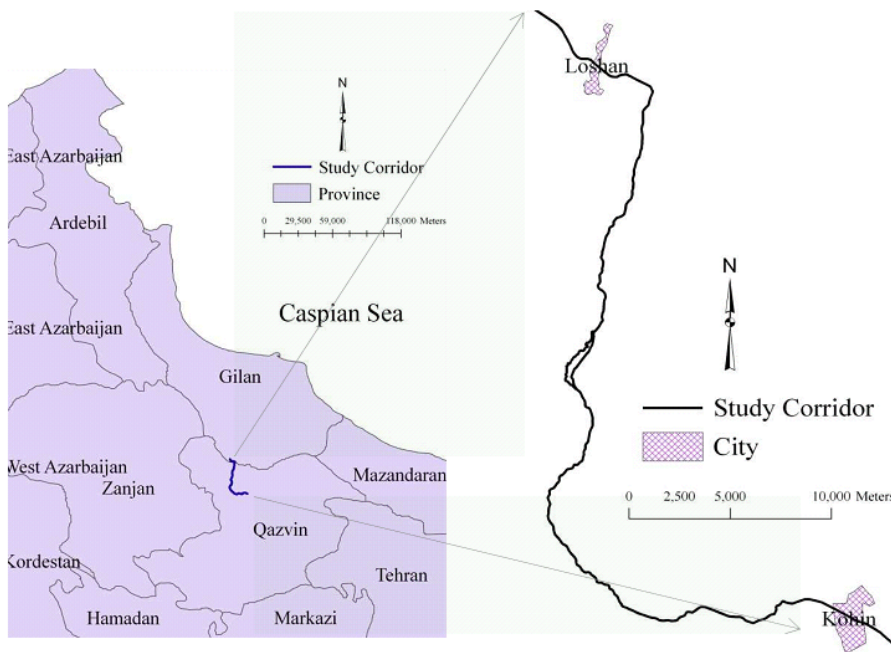 East Azarbaijan
Ardebil
East Azarbaijan
Gilan
West Azarbaijan
Zanjan
Mazandaran
Qazvin
Kordestan
Tehran
Hamadan
Markazi
N
Study Corridor
Province
0 29,500 59,000 118,000 Meters
Caspian Sea
Loshan
N
Study Corridor
City
0 2,500 5,000 10,000 Meters
Kohin